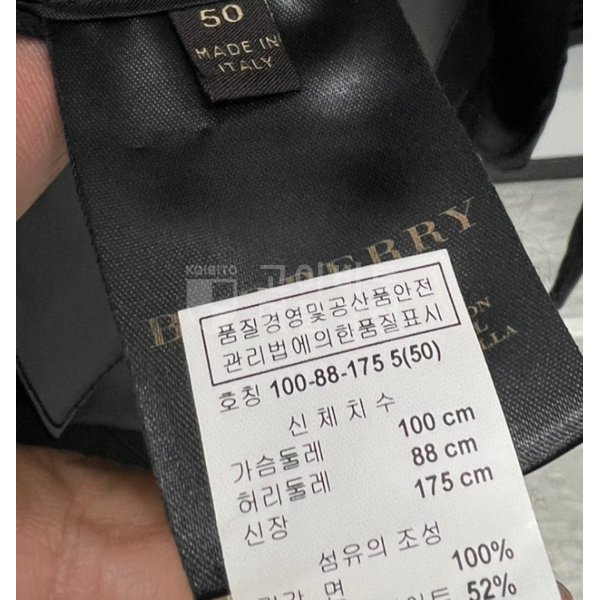 50
MADE IN
ITALY
KOIBITO
품질경영및공산품안전
관리법에의한품질표시
호칭 100-88-175 5(50)
신체치수
가슴둘레 100 cm
허리둘레 88 cm
신장 175 cm
섬유의 조성
100%
52%